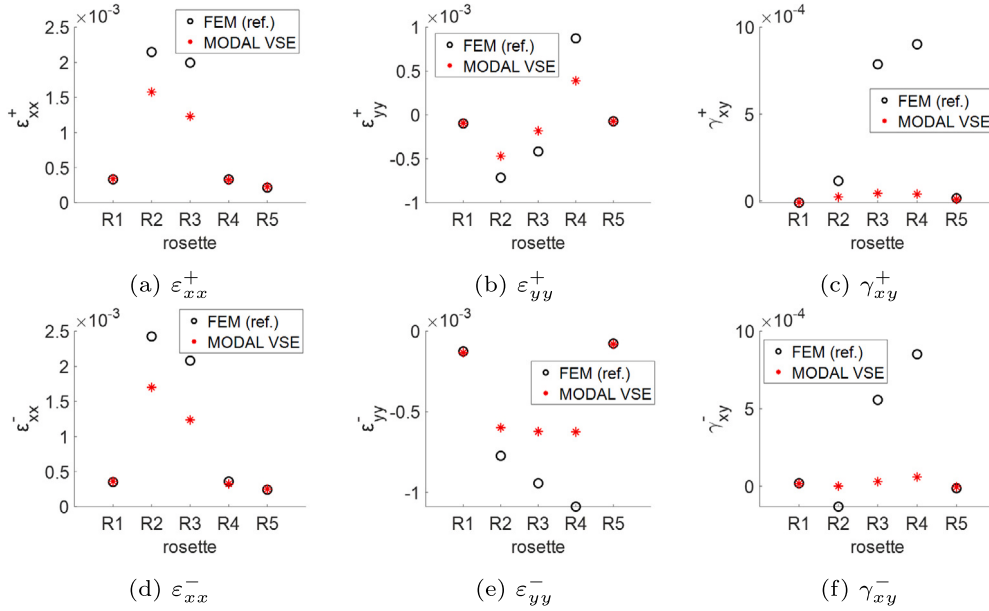 ×10⁻³
2.5
2
1.5
1
0.5
0
ε⁺xx
FEM (ref.)
MODAL VSE
R1 R2 R3 R4 R5
rosette
(a) ε⁺xx
×10⁻³
1
0.5
0
-0.5
-1
ε⁺yy
FEM (ref.)
MODAL VSE
R1 R2 R3 R4 R5
rosette
(b) ε⁺yy
×10⁻⁴
10
5
0
γ⁺xy
FEM (ref.)
MODAL VSE
R1 R2 R3 R4 R5
rosette
(c) γ⁺xy
×10⁻³
2.5
2
1.5
1
0.5
0
ε⁻xx
FEM (ref.)
MODAL VSE
R1 R2 R3 R4 R5
rosette
(d) ε⁻xx
×10⁻³
0
-0.5
-1
ε⁻yy
FEM (ref.)
MODAL VSE
R1 R2 R3 R4 R5
rosette
(e) ε⁻yy
×10⁻⁴
10
5
0
γ⁻xy
FEM (ref.)
MODAL VSE
R1 R2 R3 R4 R5
rosette
(f) γ⁻xy